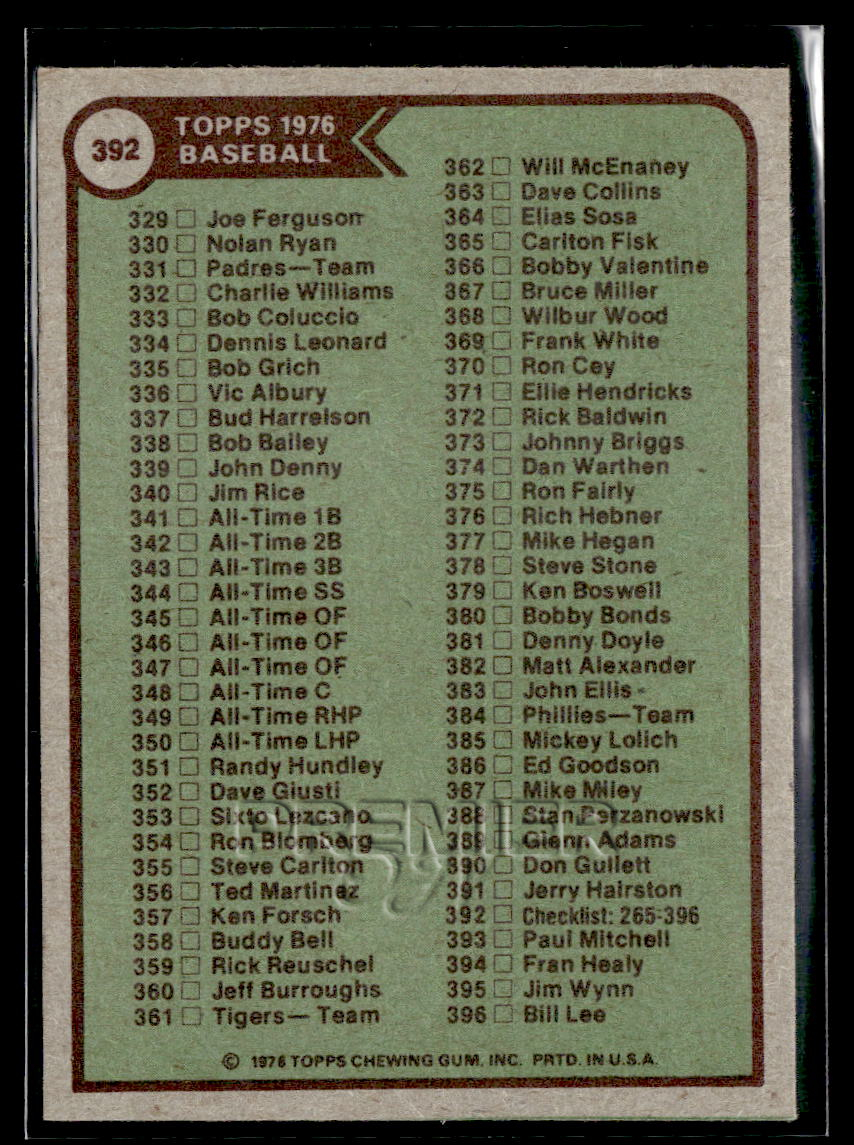 392
TOPPS 1976
BASEBALL
329 Joe Ferguson
330 Nolan Ryan
331 Padres—Team
332 Charlie Williams
333 Bob Coluccio
334 Dennis Leonard
335 Bob Grich
336 Vic Albury
337 Bud Harrelson
338 Bob Bailey
339 John Denny
340 Jim Rice
341 All-Time 1B
342 All-Time 2B
343 All-Time 3B
344 All-Time SS
345 All-Time OF
346 All-Time OF
347 All-Time OF
348 All-Time C
349 All-Time RHP
350 All-Time LHP
351 Randy Hundley
352 Dave Giusti
353 Sixto Lezcano
354 Ron Blomberg
355 Steve Carlton
356 Ted Martinez
357 Ken Forsch
358 Buddy Bell
359 Rick Reuschel
360 Jeff Burroughs
361 Tigers— Team
362 Will McEnaney
363 Dave Collins
364 Elias Sosa
365 Carlton Fisk
366 Bobby Valentine
367 Bruce Miller
368 Wilbur Wood
369 Frank White
370 Ron Cey
371 Ellie Hendricks
372 Rick Baldwin
373 Johnny Briggs
374 Dan Warthen
375 Ron Fairly
376 Rich Hebner
377 Mike Hegan
378 Steve Stone
379 Ken Boswell
380 Bobby Bonds
381 Denny Doyle
382 Matt Alexander
383 John Ellis
384 Phillies—Team
385 Mickey Lolich
386 Ed Goodson
387 Mike Miley
388 Stan Perzanowski
389 Glenn Adams
390 Don Gullett
391 Jerry Hairston
392 Checklist: 265-396
393 Paul Mitchell
394 Fran Healy
395 Jim Wynn
396 Bill Lee
© 1976 TOPPS CHEWING GUM, INC. PRTD. IN U.S.A.
PREMIER